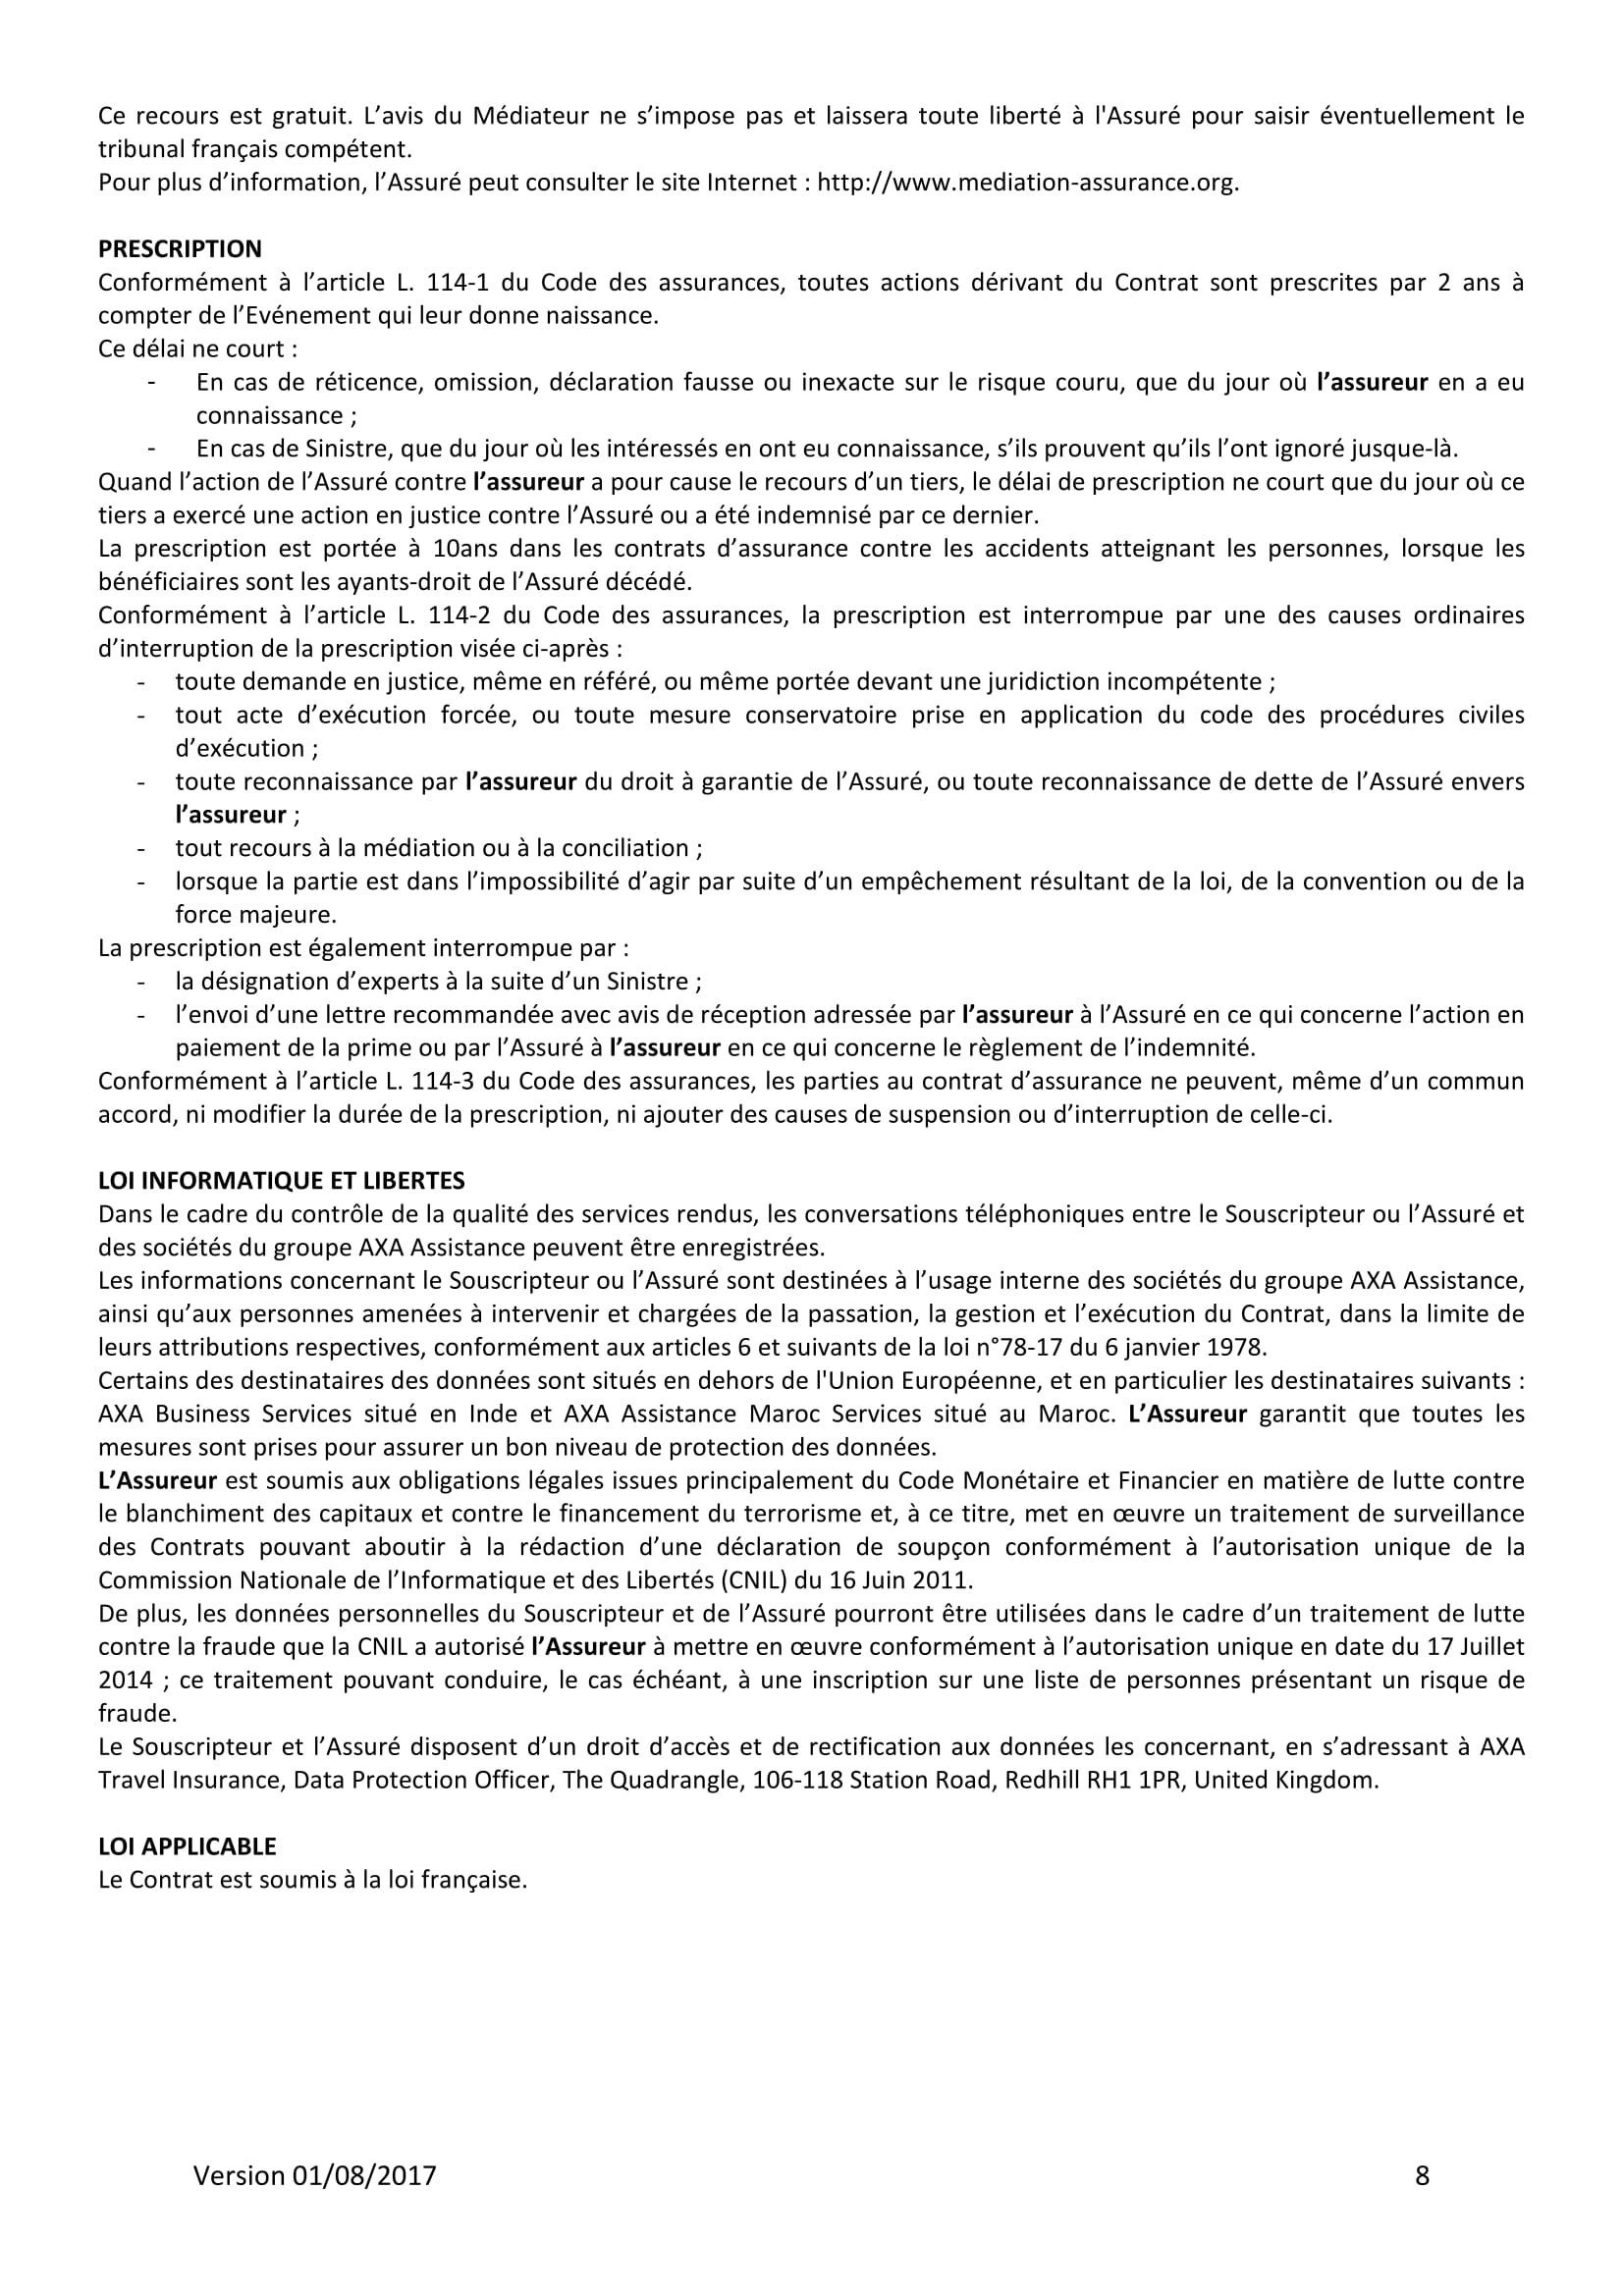 Ce recours est gratuit. L’avis du Médiateur ne s’impose pas et laissera toute liberté à l'Assuré pour saisir éventuellement le
tribunal français compétent.
Pour plus d’information, l’Assuré peut consulter le site Internet : http://www.mediation-assurance.org.
PRESCRIPTION
Conformément à l’article L. 114-1 du Code des assurances, toutes actions dérivant du Contrat sont prescrites par 2 ans à
compter de l’Evénement qui leur donne naissance.
Ce délai ne court :
- En cas de réticence, omission, déclaration fausse ou inexacte sur le risque couru, que du jour où l’assureur en a eu
connaissance ;
- En cas de Sinistre, que du jour où les intéressés en ont eu connaissance, s’ils prouvent qu’ils l’ont ignoré jusque-là.
Quand l’action de l’Assuré contre l’assureur a pour cause le recours d’un tiers, le délai de prescription ne court que du jour où ce
tiers a exercé une action en justice contre l’Assuré ou a été indemnisé par ce dernier.
La prescription est portée à 10ans dans les contrats d’assurance contre les accidents atteignant les personnes, lorsque les
bénéficiaires sont les ayants-droit de l’Assuré décédé.
Conformément à l’article L. 114-2 du Code des assurances, la prescription est interrompue par une des causes ordinaires
d’interruption de la prescription visée ci-après :
- toute demande en justice, même en référé, ou même portée devant une juridiction incompétente ;
- tout acte d’exécution forcée, ou toute mesure conservatoire prise en application du code des procédures civiles
d’exécution ;
- toute reconnaissance par l’assureur du droit à garantie de l’Assuré, ou toute reconnaissance de dette de l’Assuré envers
l’assureur ;
- tout recours à la médiation ou à la conciliation ;
- lorsque la partie est dans l’impossibilité d’agir par suite d’un empêchement résultant de la loi, de la convention ou de la
force majeure.
La prescription est également interrompue par :
- la désignation d’experts à la suite d’un Sinistre ;
- l’envoi d’une lettre recommandée avec avis de réception adressée par l’assureur à l’Assuré en ce qui concerne l’action en
paiement de la prime ou par l’Assuré à l’assureur en ce qui concerne le règlement de l’indemnité.
Conformément à l’article L. 114-3 du Code des assurances, les parties au contrat d’assurance ne peuvent, même d’un commun
accord, ni modifier la durée de la prescription, ni ajouter des causes de suspension ou d’interruption de celle-ci.
LOI INFORMATIQUE ET LIBERTES
Dans le cadre du contrôle de la qualité des services rendus, les conversations téléphoniques entre le Souscripteur ou l’Assuré et
des sociétés du groupe AXA Assistance peuvent être enregistrées.
Les informations concernant le Souscripteur ou l’Assuré sont destinées à l’usage interne des sociétés du groupe AXA Assistance,
ainsi qu’aux personnes amenées à intervenir et chargées de la passation, la gestion et l’exécution du Contrat, dans la limite de
leurs attributions respectives, conformément aux articles 6 et suivants de la loi n°78-17 du 6 janvier 1978.
Certains des destinataires des données sont situés en dehors de l'Union Européenne, et en particulier les destinataires suivants :
AXA Business Services situé en Inde et AXA Assistance Maroc Services situé au Maroc. L’Assureur garantit que toutes les
mesures sont prises pour assurer un bon niveau de protection des données.
L’Assureur est soumis aux obligations légales issues principalement du Code Monétaire et Financier en matière de lutte contre
le blanchiment des capitaux et contre le financement du terrorisme et, à ce titre, met en œuvre un traitement de surveillance
des Contrats pouvant aboutir à la rédaction d’une déclaration de soupçon conformément à l’autorisation unique de la
Commission Nationale de l’Informatique et des Libertés (CNIL) du 16 Juin 2011.
De plus, les données personnelles du Souscripteur et de l’Assuré pourront être utilisées dans le cadre d’un traitement de lutte
contre la fraude que la CNIL a autorisé l’Assureur à mettre en œuvre conformément à l’autorisation unique en date du 17 Juillet
2014 ; ce traitement pouvant conduire, le cas échéant, à une inscription sur une liste de personnes présentant un risque de
fraude.
Le Souscripteur et l’Assuré disposent d’un droit d’accès et de rectification aux données les concernant, en s’adressant à AXA
Travel Insurance, Data Protection Officer, The Quadrangle, 106-118 Station Road, Redhill RH1 1PR, United Kingdom.
LOI APPLICABLE
Le Contrat est soumis à la loi française.
Version 01/08/2017 8